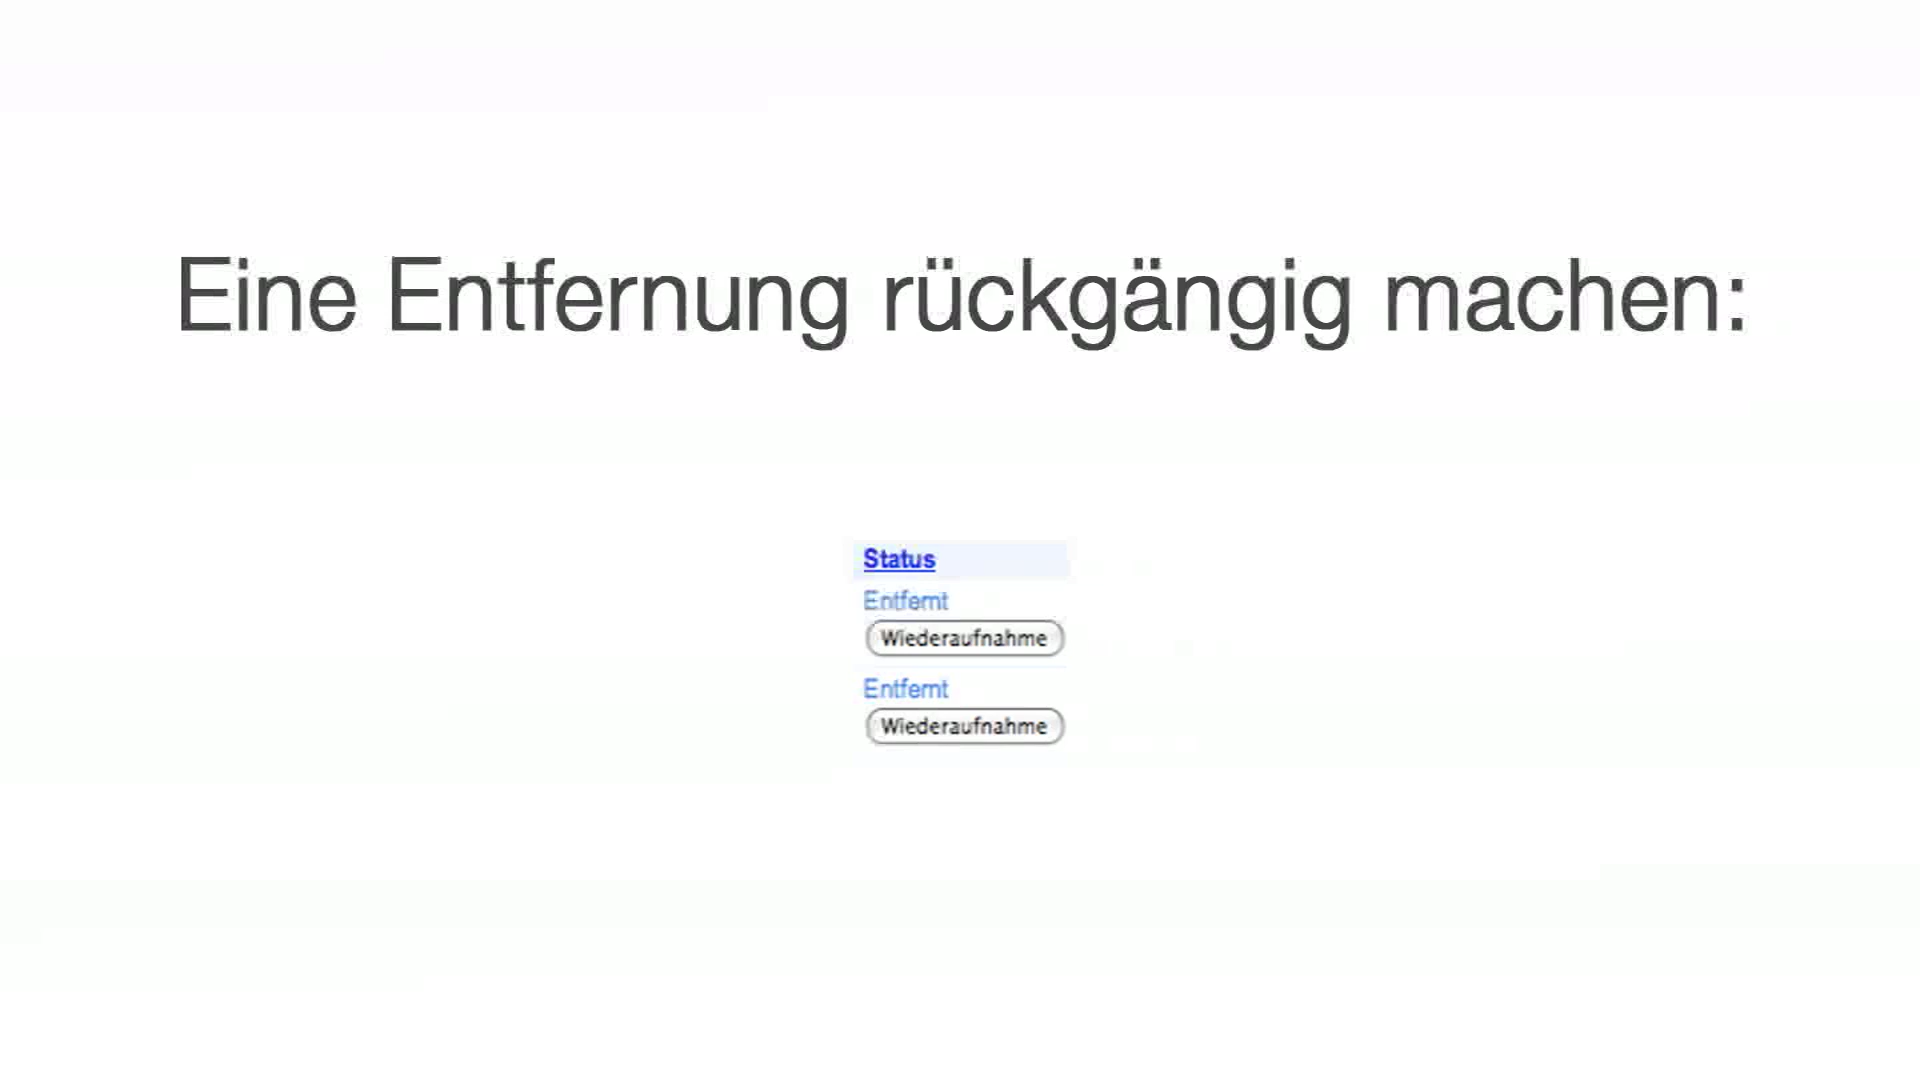 Eine Entfernung rückgängig machen:
Status
Entfernt
Wiederaufnahme
Entfernt
Wiederaufnahme